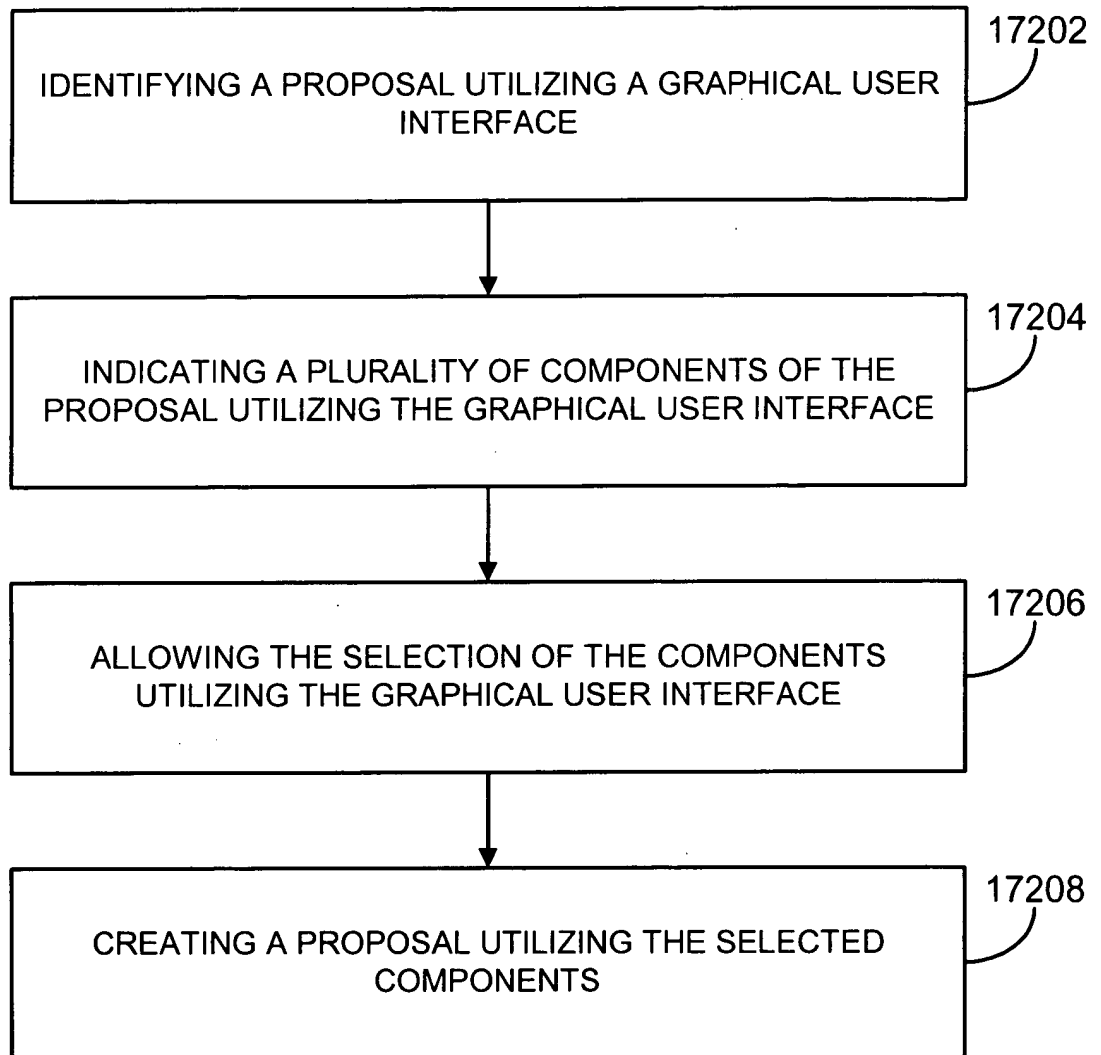 17202
IDENTIFYING A PROPOSAL UTILIZING A GRAPHICAL USER
INTERFACE
17204
INDICATING A PLURALITY OF COMPONENTS OF THE
PROPOSAL UTILIZING THE GRAPHICAL USER INTERFACE
17206
ALLOWING THE SELECTION OF THE COMPONENTS
UTILIZING THE GRAPHICAL USER INTERFACE
17208
CREATING A PROPOSAL UTILIZING THE SELECTED
COMPONENTS